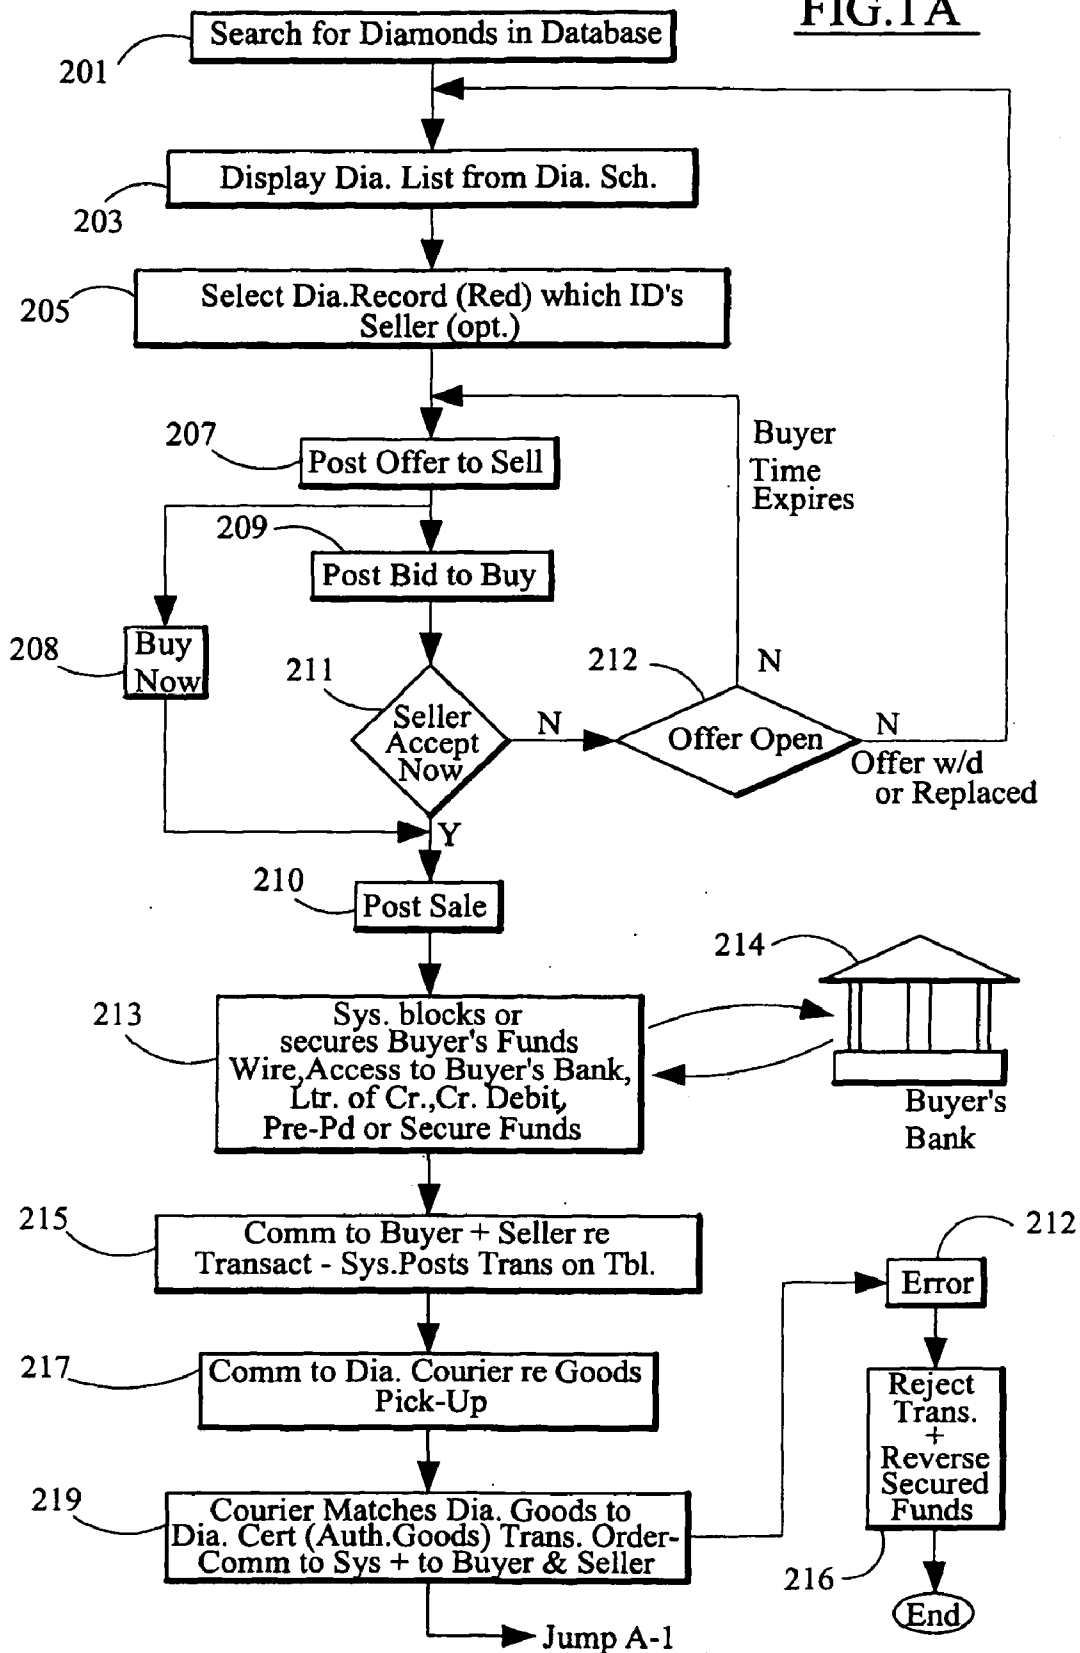 FIG.1A
Search for Diamonds in Database
201
Display Dia. List from Dia. Sch.
203
205
Select Dia.Record (Red) which ID's
Seller (opt.)
207
Post Offer to Sell
Buyer
Time
Expires
209
Post Bid to Buy
208
Buy
Now
211
Seller
Accept
Now
N
212
N
Offer Open
N
Offer w/d
or Replaced
Y
210
Post Sale
214
213
Sys. blocks or
secures Buyer's Funds
Wire,Access to Buyer's Bank,
Ltr. of Cr.,Cr. Debit,
Pre-Pd or Secure Funds
Buyer's
Bank
215
Comm to Buyer + Seller re
Transact - Sys.Posts Trans on Tbl.
212
Error
217
Comm to Dia. Courier re Goods
Pick-Up
Reject
Trans.
+
Reverse
Secured
Funds
219
Courier Matches Dia. Goods to
Dia. Cert (Auth.Goods) Trans. Order-
Comm to Sys + to Buyer & Seller
216
End
Jump A-1